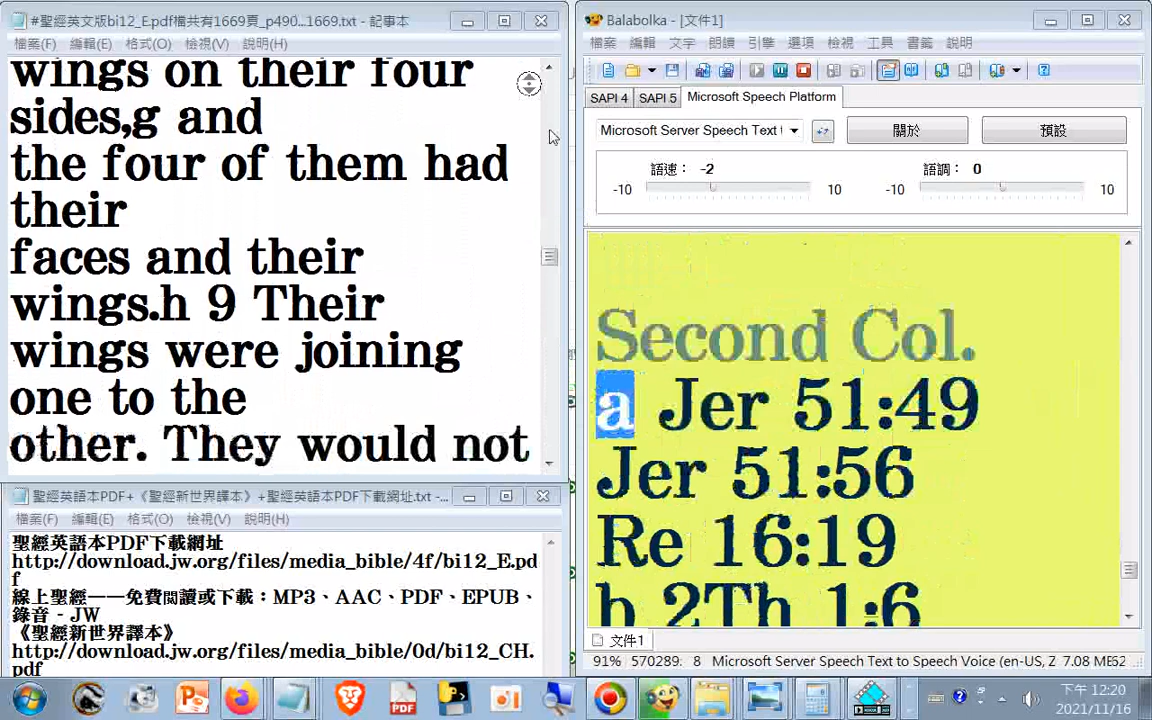 #聖經英文版bi12_E.pdf檔共有1669頁_p490...1669.txt - 記事本
檔案(F) 編輯(E) 格式(O) 檢視(V) 說明(H)
wings on their four
sides,g and
the four of them had
their
faces and their
wings.h 9 Their
wings were joining
one to the
other. They would not
聖經英語本PDF+《聖經新世界譯本》+聖經英語本PDF下載網址.txt -...
檔案(F) 編輯(E) 格式(O) 檢視(V) 說明(H)
聖經英語本PDF下載網址
http://download.jw.org/files/media_bible/4f/bi12_E.pd
f
線上聖經——免費閱讀或下載：MP3、AAC、PDF、EPUB、
錄音 - JW
《聖經新世界譯本》
http://download.jw.org/files/media_bible/0d/bi12_CH.
pdf
Balabolka - [文件1]
檔案 編輯 文字 朗讀 引擎 選項 檢視 工具 書籤 說明
SAPI 4 SAPI 5 Microsoft Speech Platform
Microsoft Server Speech Text 關於 預設
語速： -2 語調： 0
-10 10 -10 10
Second Col.
a Jer 51:49
Jer 51:56
Re 16:19
b 2Th 1:6
文件1
91% 570289: 8 Microsoft Server Speech Text to Speech Voice (en-US, Z 7.08 ME52
PDF
下午 12:20
2021/11/16